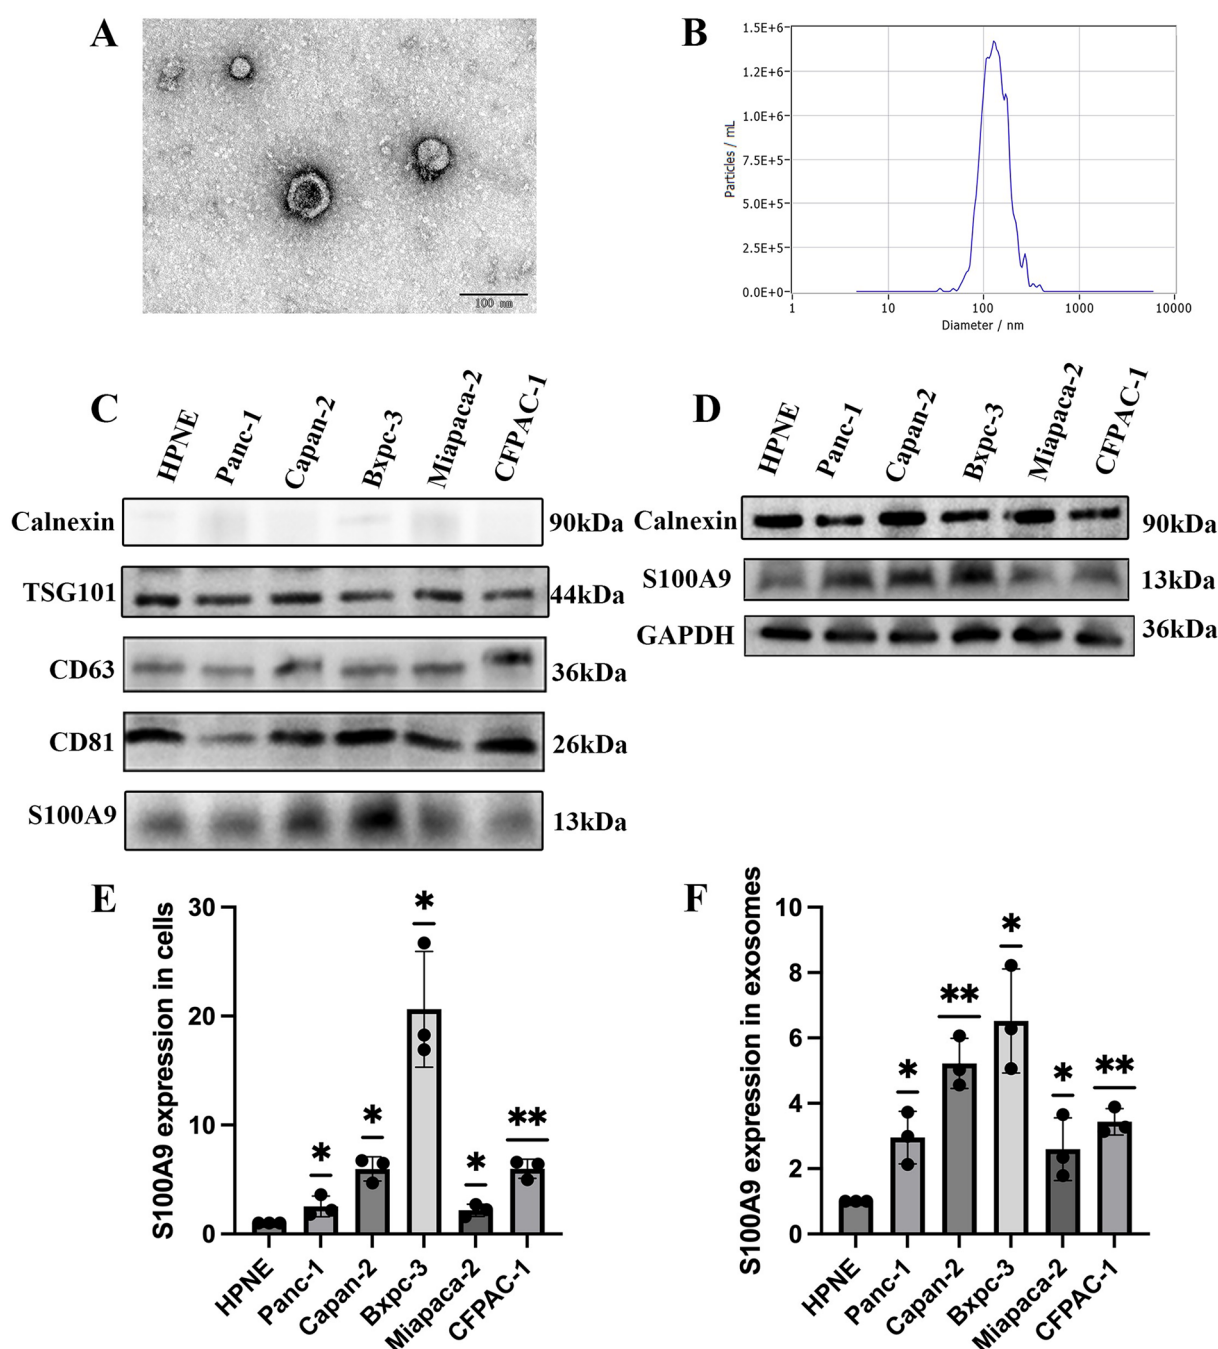 A
100 nm
B
1.5E+6
1.2E+6
1.0E+6
7.5E+5
5.0E+5
2.5E+5
0.0E+0
Particles / mL
1 10 100 1000 10000
Diameter / nm
C
HPNE Panc-1 Capan-2 Bxpc-3 Miapaca-2 CFPAC-1
Calnexin 90kDa
TSG101 44kDa
CD63 36kDa
CD81 26kDa
S100A9 13kDa
D
HPNE Panc-1 Capan-2 Bxpc-3 Miapaca-2 CFPAC-1
Calnexin 90kDa
S100A9 13kDa
GAPDH 36kDa
E
S100A9 expression in cells
30
20
10
0
* * * * **
HPNE Panc-1 Capan-2 Bxpc-3 Miapaca-2 CFPAC-1
F
S100A9 expression in exosomes
10
8
6
4
2
0
* ** * * **
HPNE Panc-1 Capan-2 Bxpc-3 Miapaca-2 CFPAC-1